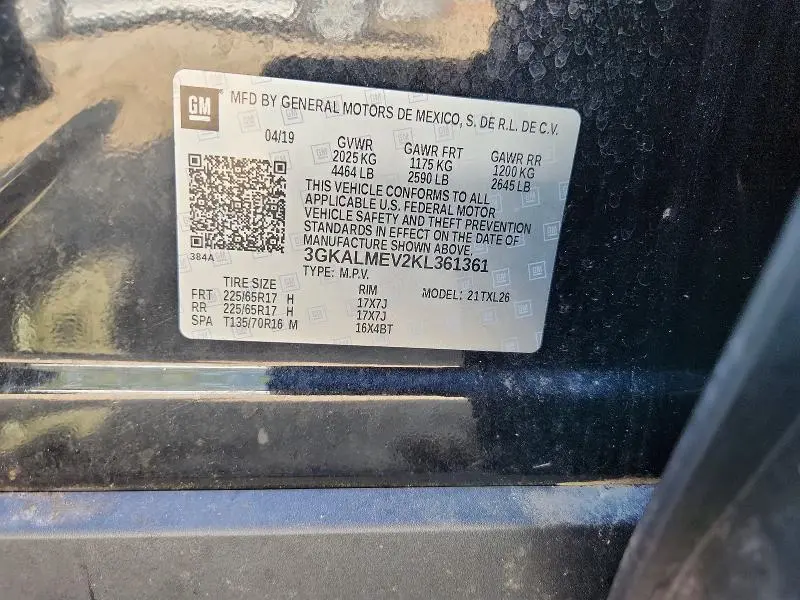 GM
MFD BY GENERAL MOTORS DE MEXICO, S. DE R.L. DE C.V.
04/19 GVWR GAWR FRT GAWR RR
2025 KG 1175 KG 1200 KG
4464 LB 2590 LB 2645 LB
THIS VEHICLE CONFORMS TO ALL
APPLICABLE U.S. FEDERAL MOTOR
VEHICLE SAFETY AND THEFT PREVENTION
STANDARDS IN EFFECT ON THE DATE OF
MANUFACTURE SHOWN ABOVE.
384A
3GKALMEV2KL361361
TYPE: M.P.V.
TIRE SIZE RIM MODEL: 21TXL26
FRT 225/65R17 H 17X7J
RR 225/65R17 H 17X7J
SPA T135/70R16 M 16X4BT